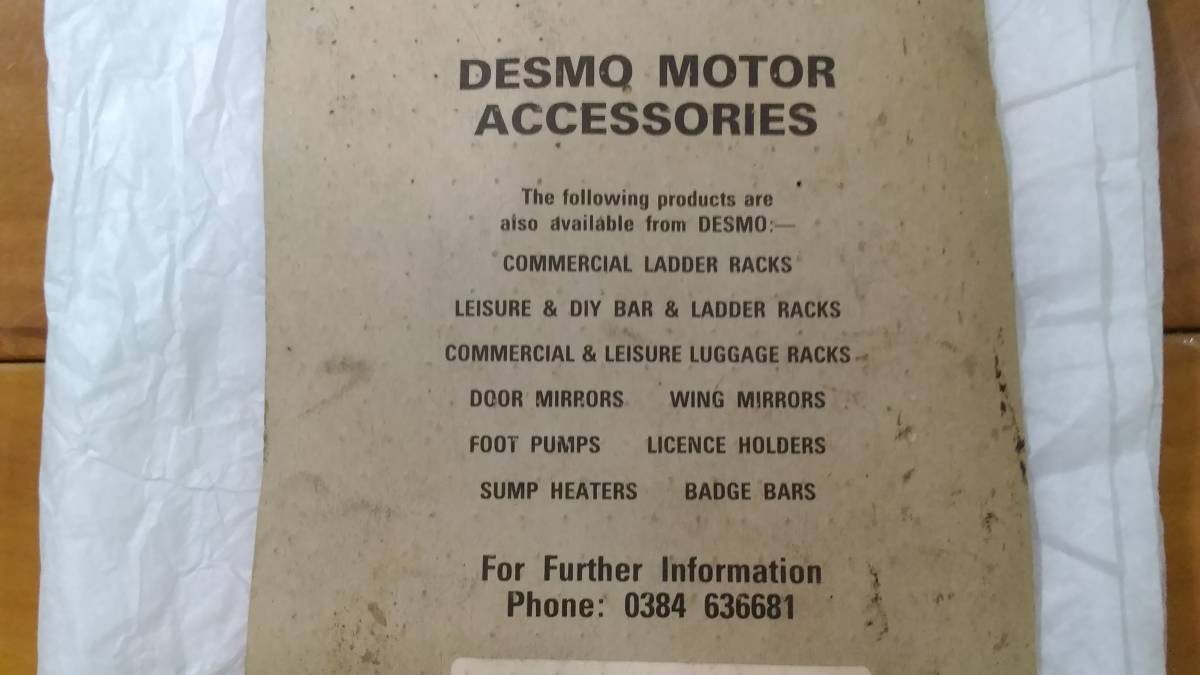 DESMO MOTOR
ACCESSORIES
The following products are
also available from DESMO:—
COMMERCIAL LADDER RACKS
LEISURE & DIY BAR & LADDER RACKS
COMMERCIAL & LEISURE LUGGAGE RACKS
DOOR MIRRORS WING MIRRORS
FOOT PUMPS LICENCE HOLDERS
SUMP HEATERS BADGE BARS
For Further Information
Phone: 0384 636681